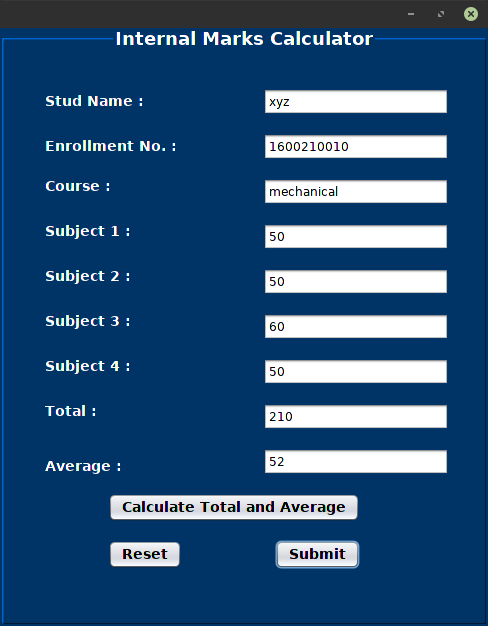 Internal Marks Calculator
Stud Name : xyz
Enrollment No. : 1600210010
Course : mechanical
Subject 1 : 50
Subject 2 : 50
Subject 3 : 60
Subject 4 : 50
Total : 210
Average : 52
Calculate Total and Average
Reset Submit